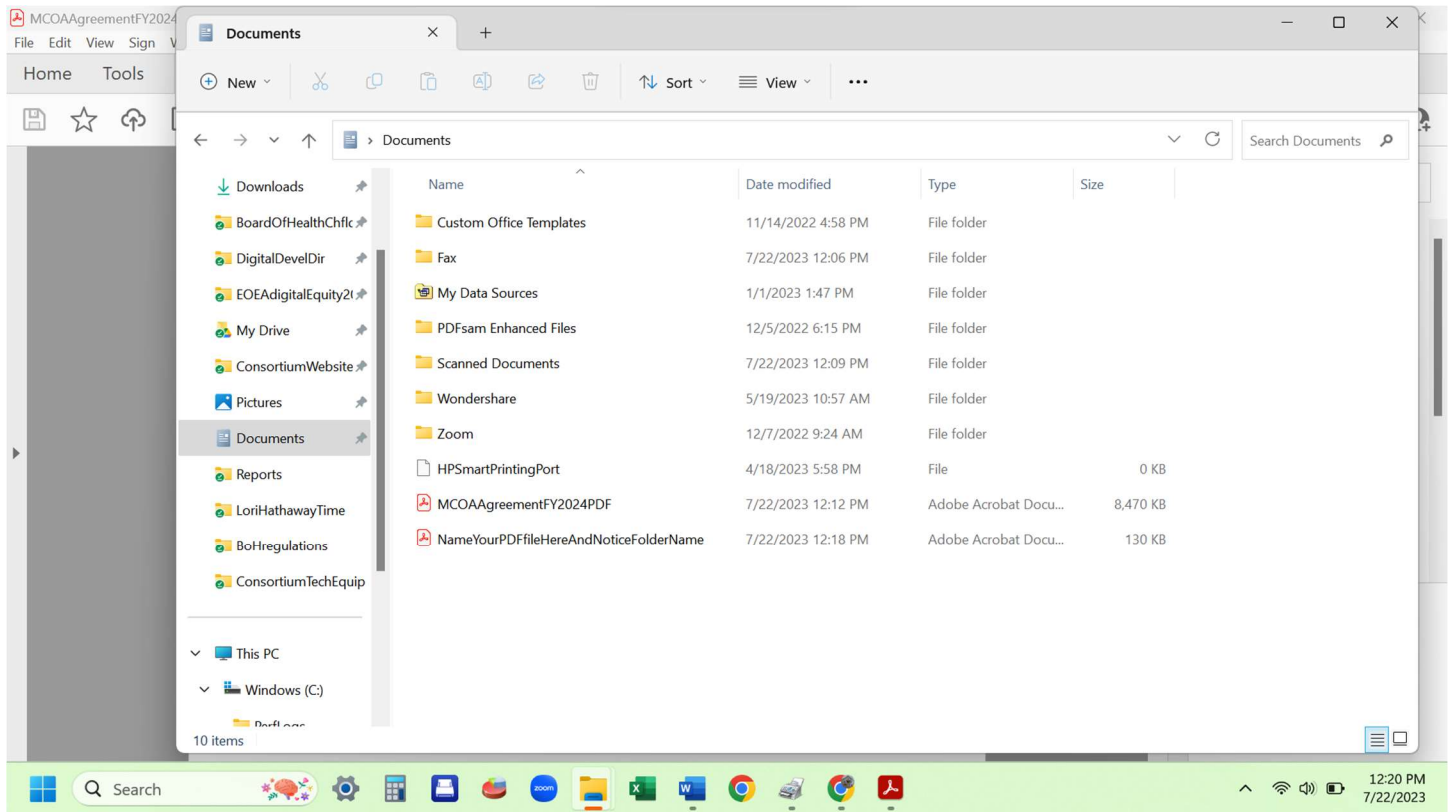 MCOAAgreementFY2024
File Edit View Sign
Home Tools
Documents
New
Sort
View
Documents
Search Documents
Name Date modified Type Size
Downloads
BoardOfHealthChflc
DigitalDevelDir
EOEAdigitalEquity20
My Drive
ConsortiumWebsite
Pictures
Documents
Reports
LoriHathawayTime
BoHregulations
ConsortiumTechEquip
This PC
Windows (C:)
PerfLogs
Custom Office Templates 11/14/2022 4:58 PM File folder
Fax 7/22/2023 12:06 PM File folder
My Data Sources 1/1/2023 1:47 PM File folder
PDFsam Enhanced Files 12/5/2022 6:15 PM File folder
Scanned Documents 7/22/2023 12:09 PM File folder
Wondershare 5/19/2023 10:57 AM File folder
Zoom 12/7/2022 9:24 AM File folder
HPSmartPrintingPort 4/18/2023 5:58 PM File 0 KB
MCOAAgreementFY2024PDF 7/22/2023 12:12 PM Adobe Acrobat Docu... 8,470 KB
NameYourPDFfileHereAndNoticeFolderName 7/22/2023 12:18 PM Adobe Acrobat Docu... 130 KB
10 items
Search
zoom
12:20 PM
7/22/2023